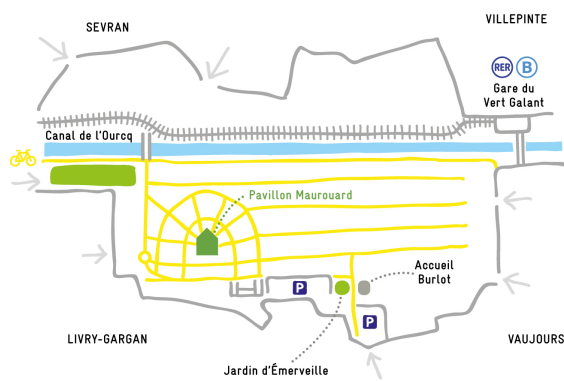 SEVRAN
VILLEPINTE
RER B
Gare du
Vert Galant
Canal de l'Ourcq
Pavillon Maurouard
Accueil
Burlot
P
P
LIVRY-GARGAN
VAUJOURS
Jardin d'Émerveille